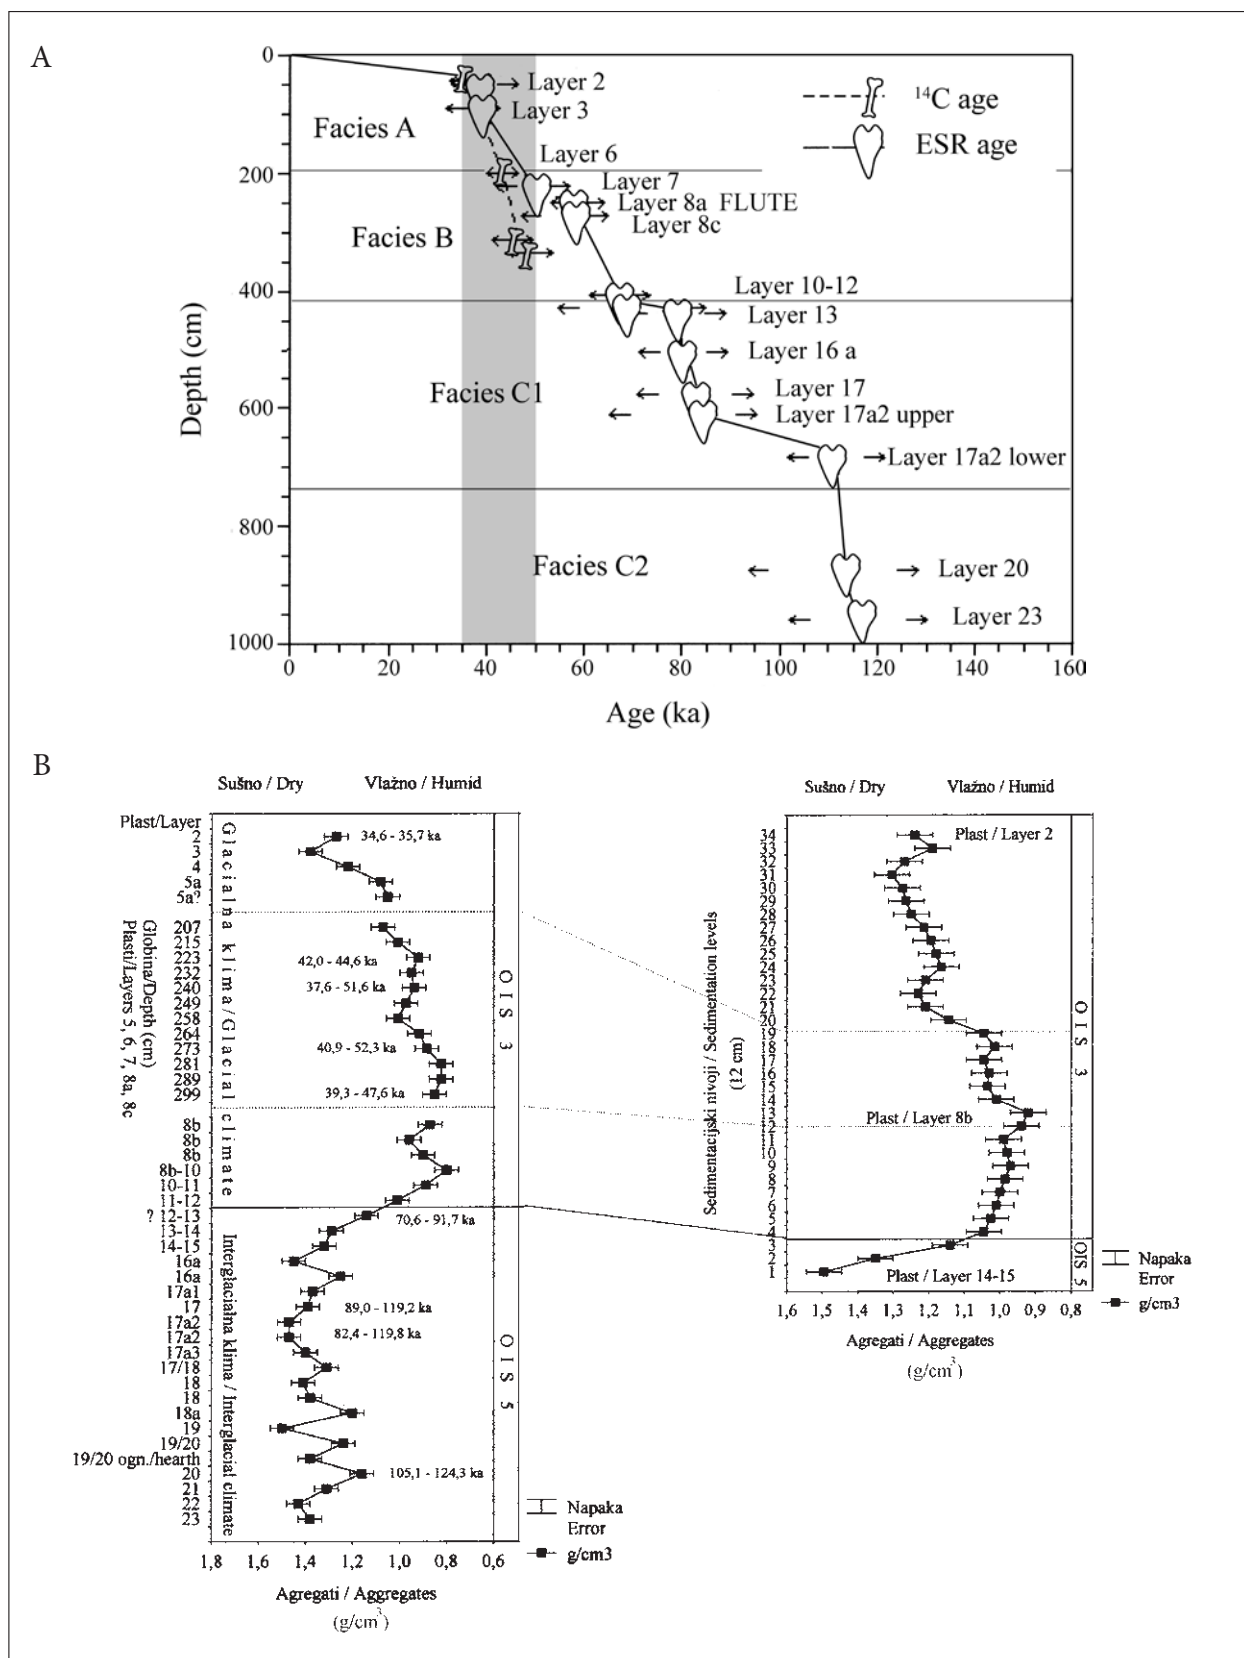 A
0
200
400
600
800
1000
Depth (cm)
Layer 2
Layer 3
Facies A
Layer 6
Layer 7
Layer 8a FLUTE
Layer 8c
Facies B
Layer 10-12
Layer 13
Layer 16 a
Facies C1
Layer 17
Layer 17a2 upper
Layer 17a2 lower
Facies C2
Layer 20
Layer 23
14C age
ESR age
0 20 40 60 80 100 120 140 160
Age (ka)
B
Sušno / Dry Vlažno / Humid
Plast/Layer
2
3
4
5a
5a?
207
215
223
232
240
249
258
264
273
281
289
299
8b
8b
8b
8b-10
10-11
11-12
? 12-13
13-14
14-15
16a
16a
17a1
17
17a2
17a2
17a3
17/18
18
18
18a
19
19/20
19/20 ogn./hearth
20
21
22
23
Globina/Depth (cm)
Plasti/Layers 5, 6, 7, 8a, 8c
Glacialna klima / Glacial climate
Interglacialna klima / Interglacial climate
34,6 - 35,7 ka
42,0 - 44,6 ka
37,6 - 51,6 ka
40,9 - 52,3 ka
39,3 - 47,6 ka
70,6 - 91,7 ka
89,0 - 119,2 ka
82,4 - 119,8 ka
105,1 - 124,3 ka
OIS 3
OIS 5
Napaka
Error
g/cm3
1,8 1,6 1,4 1,2 1,0 0,8 0,6
Agregati / Aggregates
(g/cm3)
Sušno / Dry Vlažno / Humid
34
33
32
31
30
29
28
27
26
25
24
23
22
21
20
19
18
17
16
15
14
13
12
11
10
9
8
7
6
5
4
3
2
1
Sedimentacijski nivoji / Sedimentation levels
(12 cm)
Plast / Layer 2
Plast / Layer 8b
Plast / Layer 14-15
OIS 3
OIS 5
Napaka
Error
g/cm3
1,6 1,5 1,3 1,2 1,1 1,0 0,9 0,8
Agregati / Aggregates
(g/cm3)